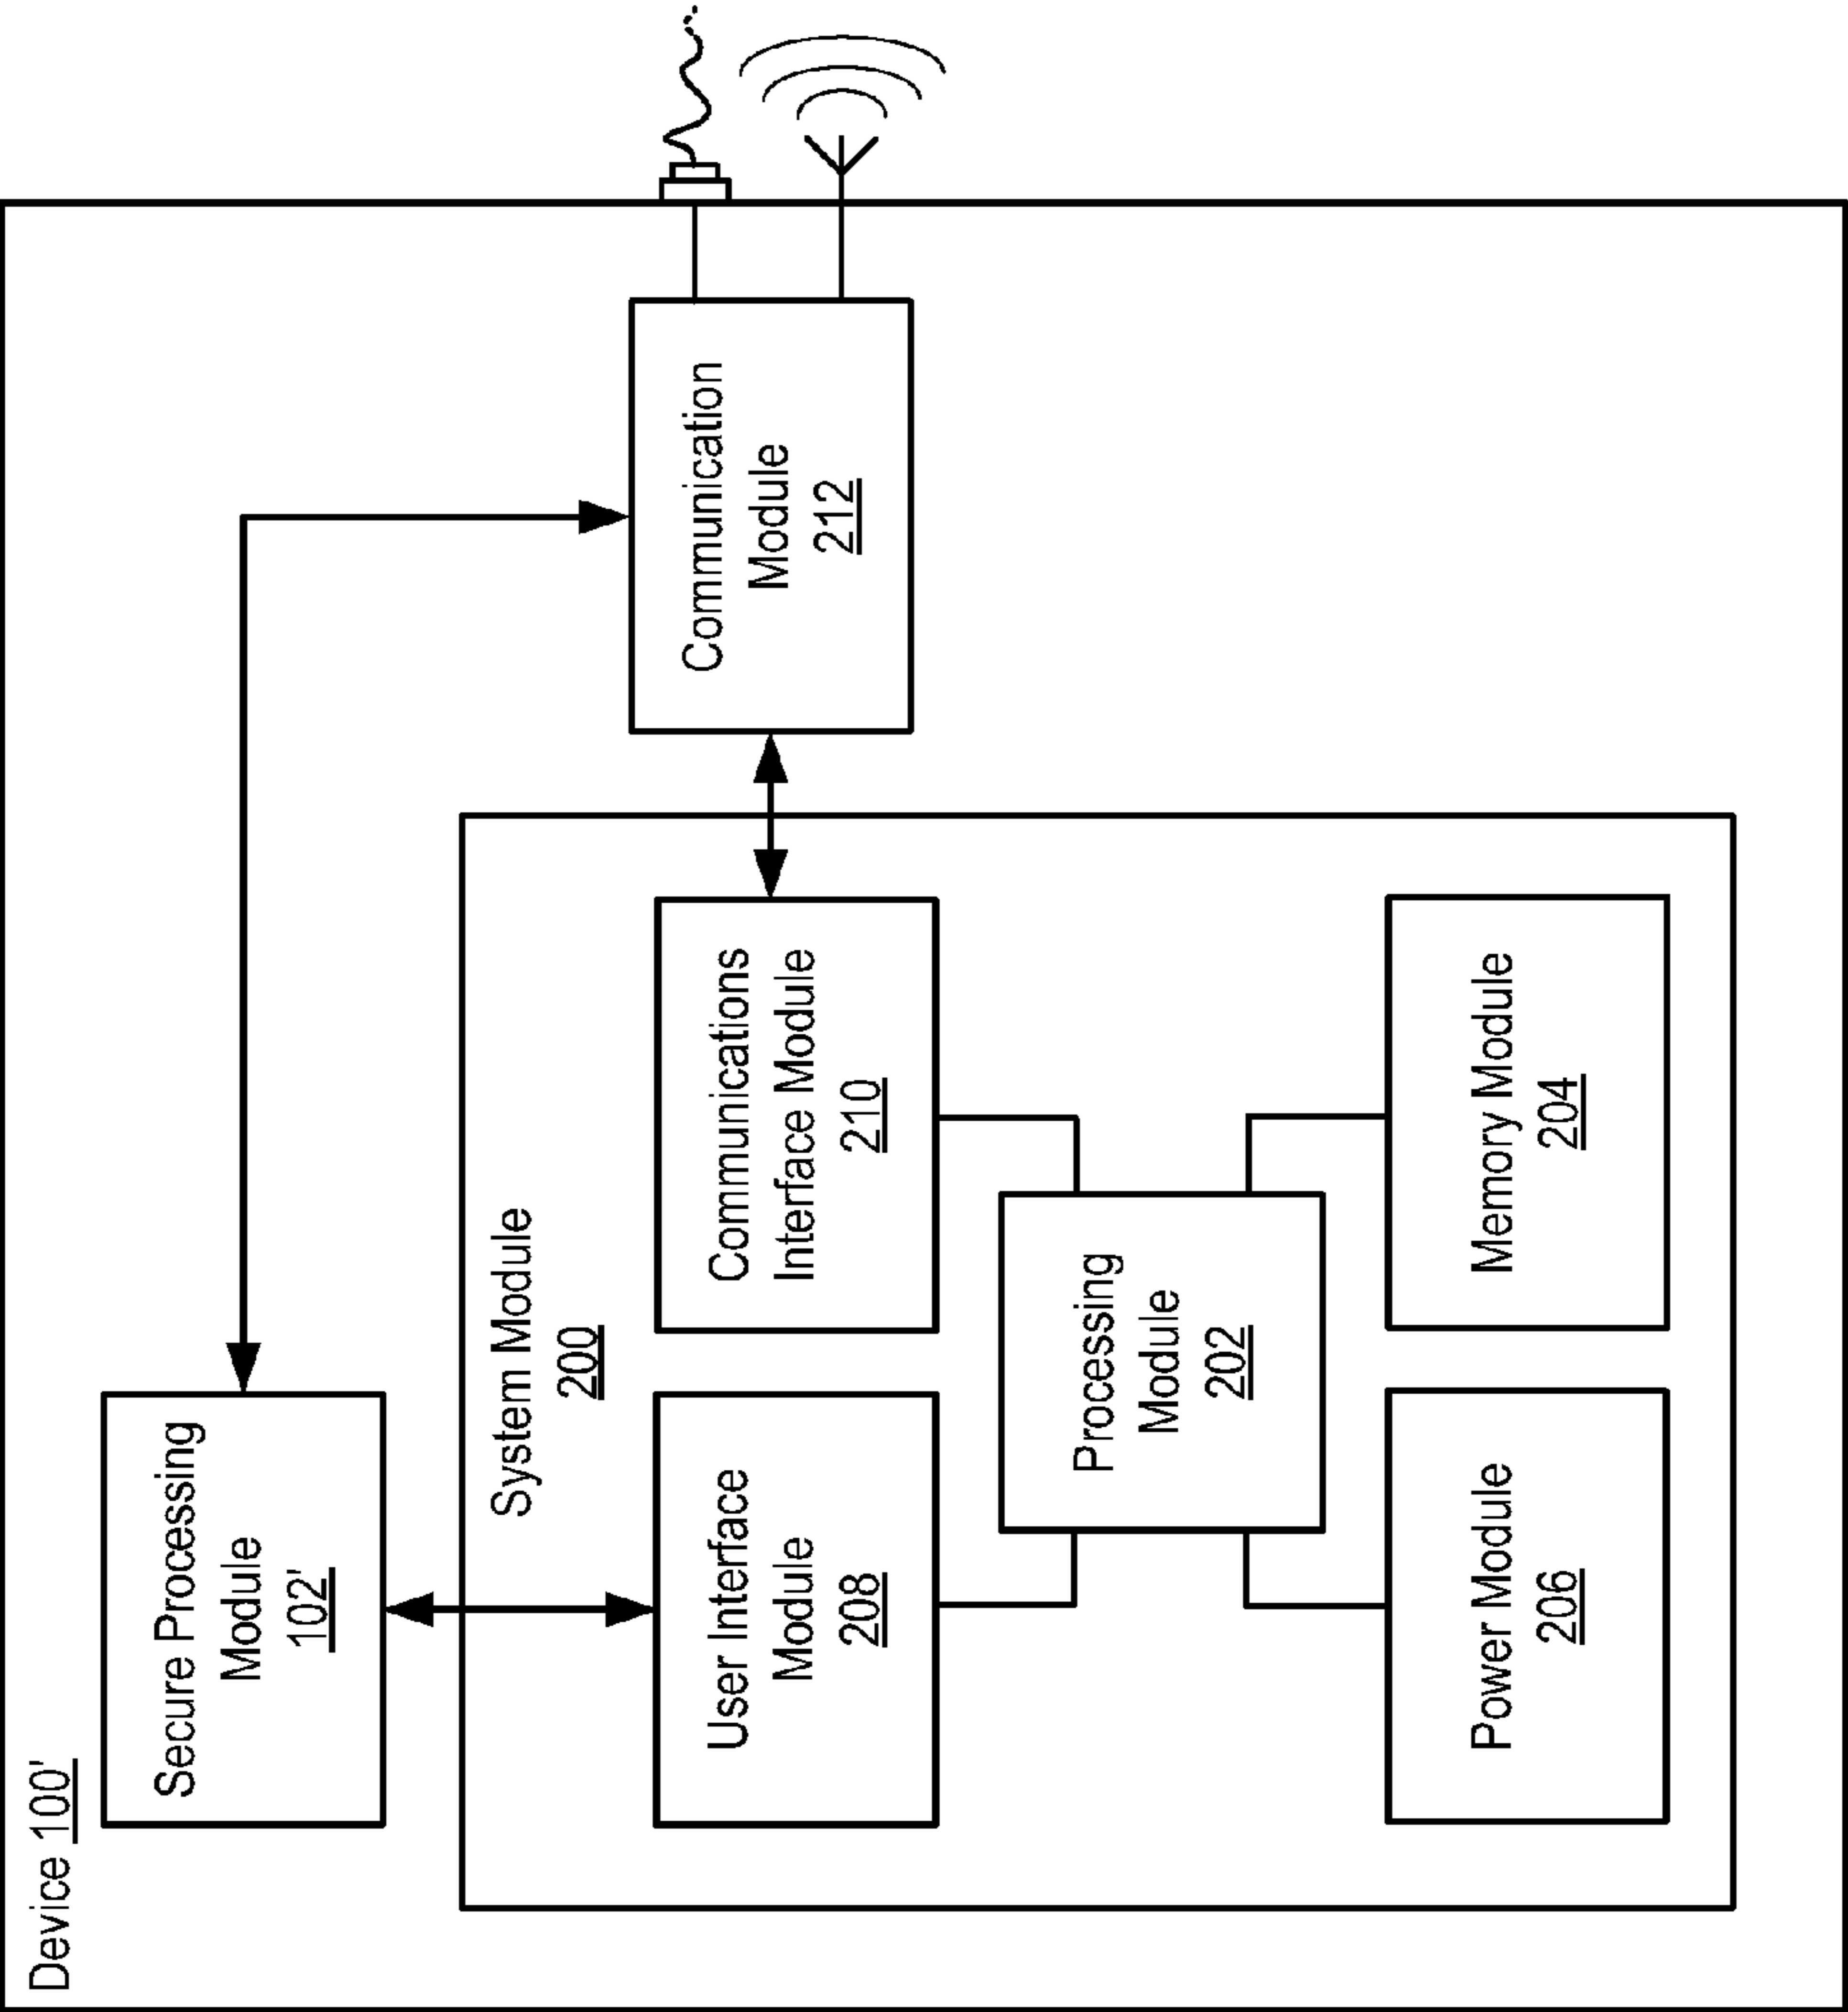 Device 100'
Secure Processing
Module
102'
System Module
200
User Interface
Module
208
Communications
Interface Module
210
Communication
Module
212
Processing
Module
202
Power Module
206
Memory Module
204